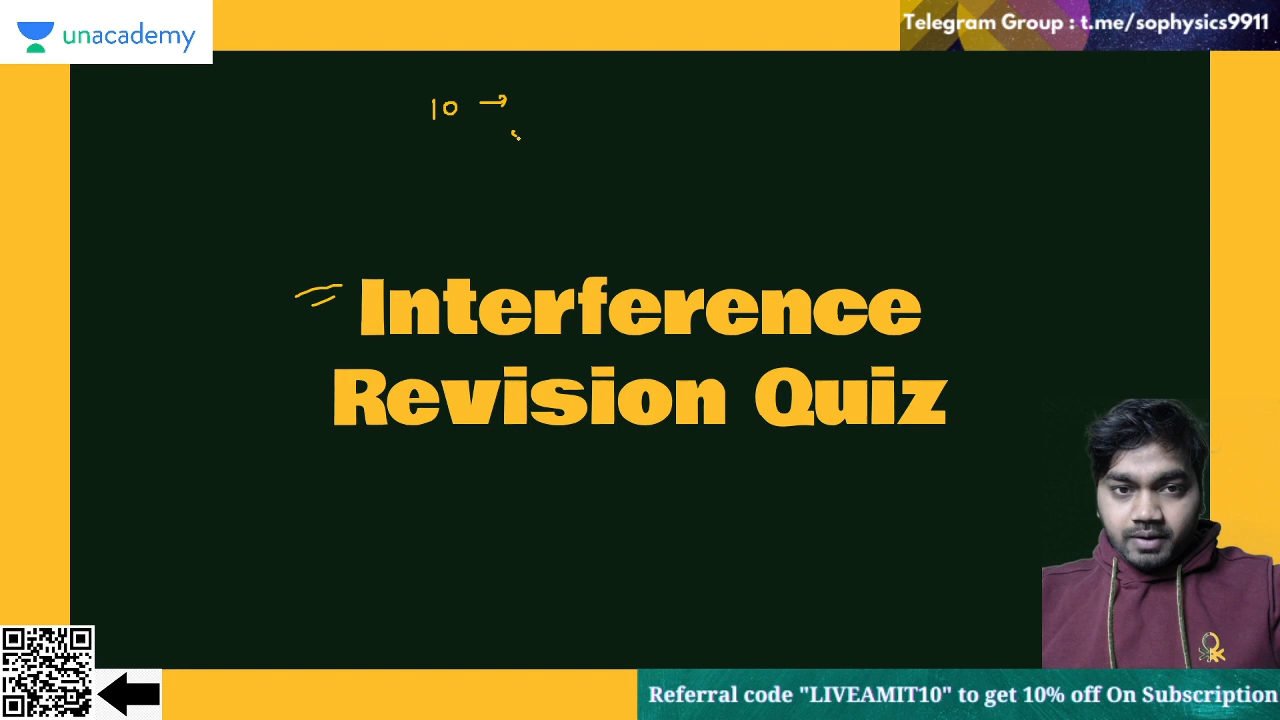 unacademy
Telegram Group : t.me/sophysics9911
10 →
Interference
Revision Quiz
Referral code "LIVEAMIT10" to get 10% off On Subscription